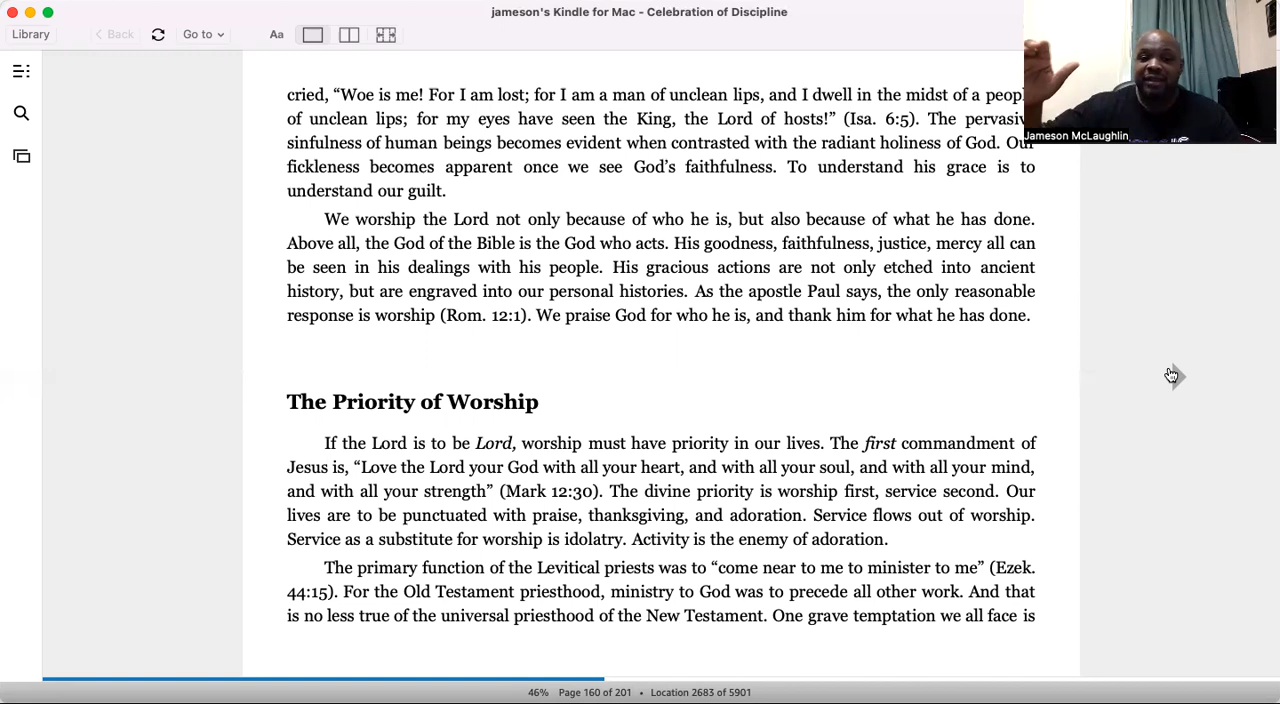 jameson's Kindle for Mac - Celebration of Discipline
Library
Back
Go to
Aa
Jameson McLaughlin
cried, “Woe is me! For I am lost; for I am a man of unclean lips, and I dwell in the midst of a
of unclean lips; for my eyes have seen the King, the Lord of hosts!” (Isa. 6:5). The
sinfulness of human beings becomes evident when contrasted with the radiant holiness of God. Our
fickleness becomes apparent once we see God’s faithfulness. To understand his grace is to
understand our guilt.
We worship the Lord not only because of who he is, but also because of what he has done.
Above all, the God of the Bible is the God who acts. His goodness, faithfulness, justice, mercy all can
be seen in his dealings with his people. His gracious actions are not only etched into ancient
history, but are engraved into our personal histories. As the apostle Paul says, the only reasonable
response is worship (Rom. 12:1). We praise God for who he is, and thank him for what he has done.
The Priority of Worship
If the Lord is to be Lord, worship must have priority in our lives. The first commandment of
Jesus is, “Love the Lord your God with all your heart, and with all your soul, and with all your mind,
and with all your strength” (Mark 12:30). The divine priority is worship first, service second. Our
lives are to be punctuated with praise, thanksgiving, and adoration. Service flows out of worship.
Service as a substitute for worship is idolatry. Activity is the enemy of adoration.
The primary function of the Levitical priests was to “come near to me to minister to me” (Ezek.
44:15). For the Old Testament priesthood, ministry to God was to precede all other work. And that
is no less true of the universal priesthood of the New Testament. One grave temptation we all face is
46% Page 160 of 201 • Location 2683 of 5901